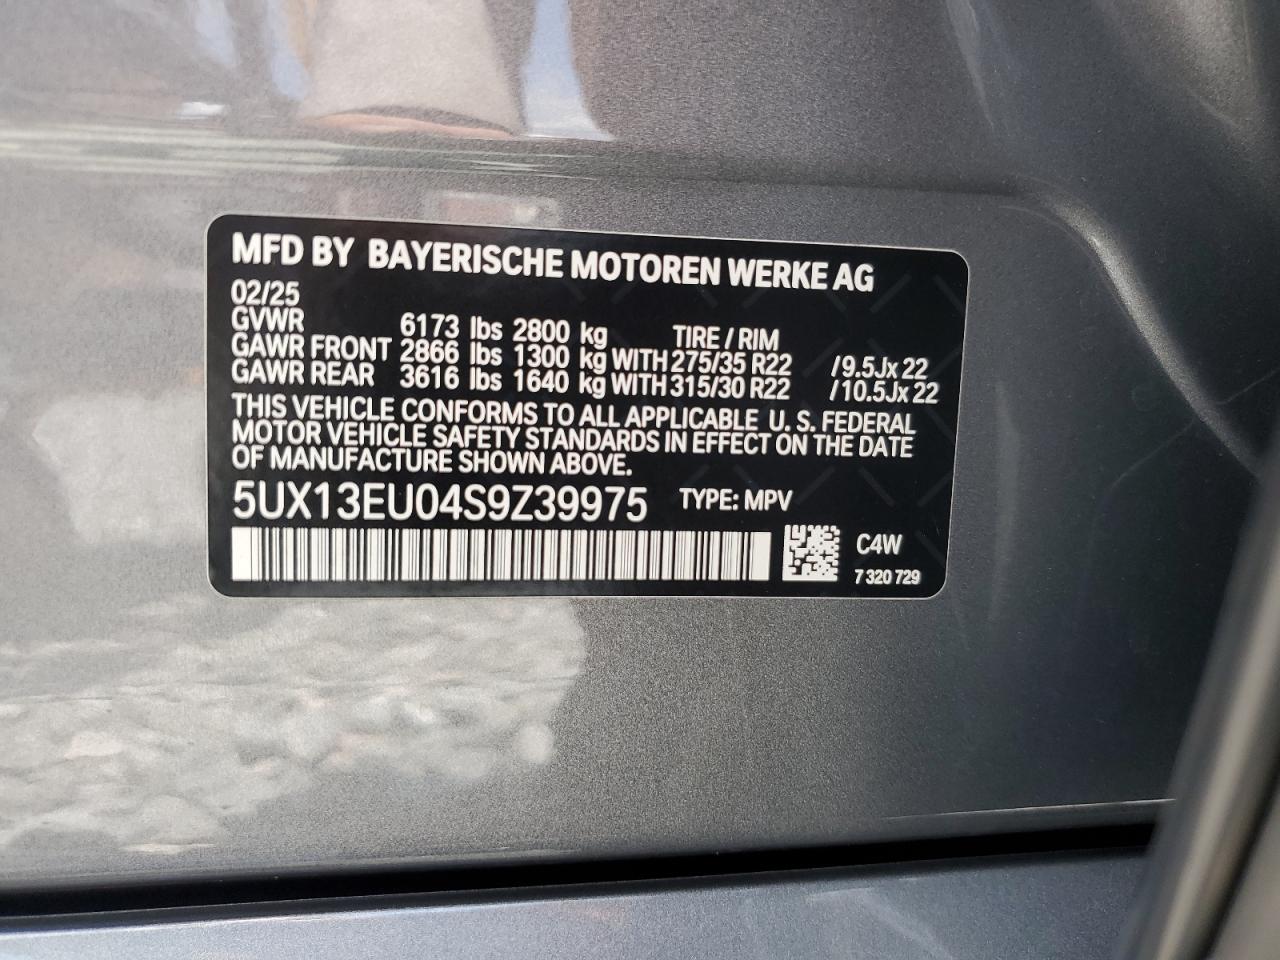 MFD BY BAYERISCHE MOTOREN WERKE AG
02/25
GVWR 6173 lbs 2800 kg TIRE / RIM
GAWR FRONT 2866 lbs 1300 kg WITH 275/35 R22 /9.5Jx 22
GAWR REAR 3616 lbs 1640 kg WITH 315/30 R22 /10.5Jx 22
THIS VEHICLE CONFORMS TO ALL APPLICABLE U. S. FEDERAL
MOTOR VEHICLE SAFETY STANDARDS IN EFFECT ON THE DATE
OF MANUFACTURE SHOWN ABOVE.
5UX13EU04S9Z39975 TYPE: MPV
C4W
7 320 729